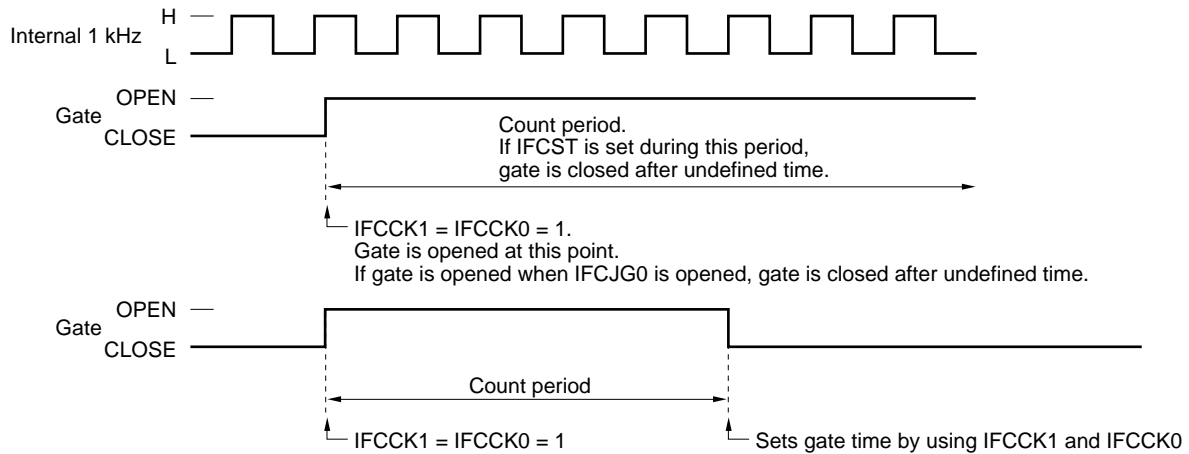 H
Internal 1 kHz
L
OPEN
Gate
CLOSE
Count period.
If IFCST is set during this period,
gate is closed after undefined time.
IFCCK1 = IFCCK0 = 1.
Gate is opened at this point.
If gate is opened when IFCJG0 is opened, gate is closed after undefined time.
OPEN
Gate
CLOSE
Count period
IFCCK1 = IFCCK0 = 1
Sets gate time by using IFCCK1 and IFCCK0